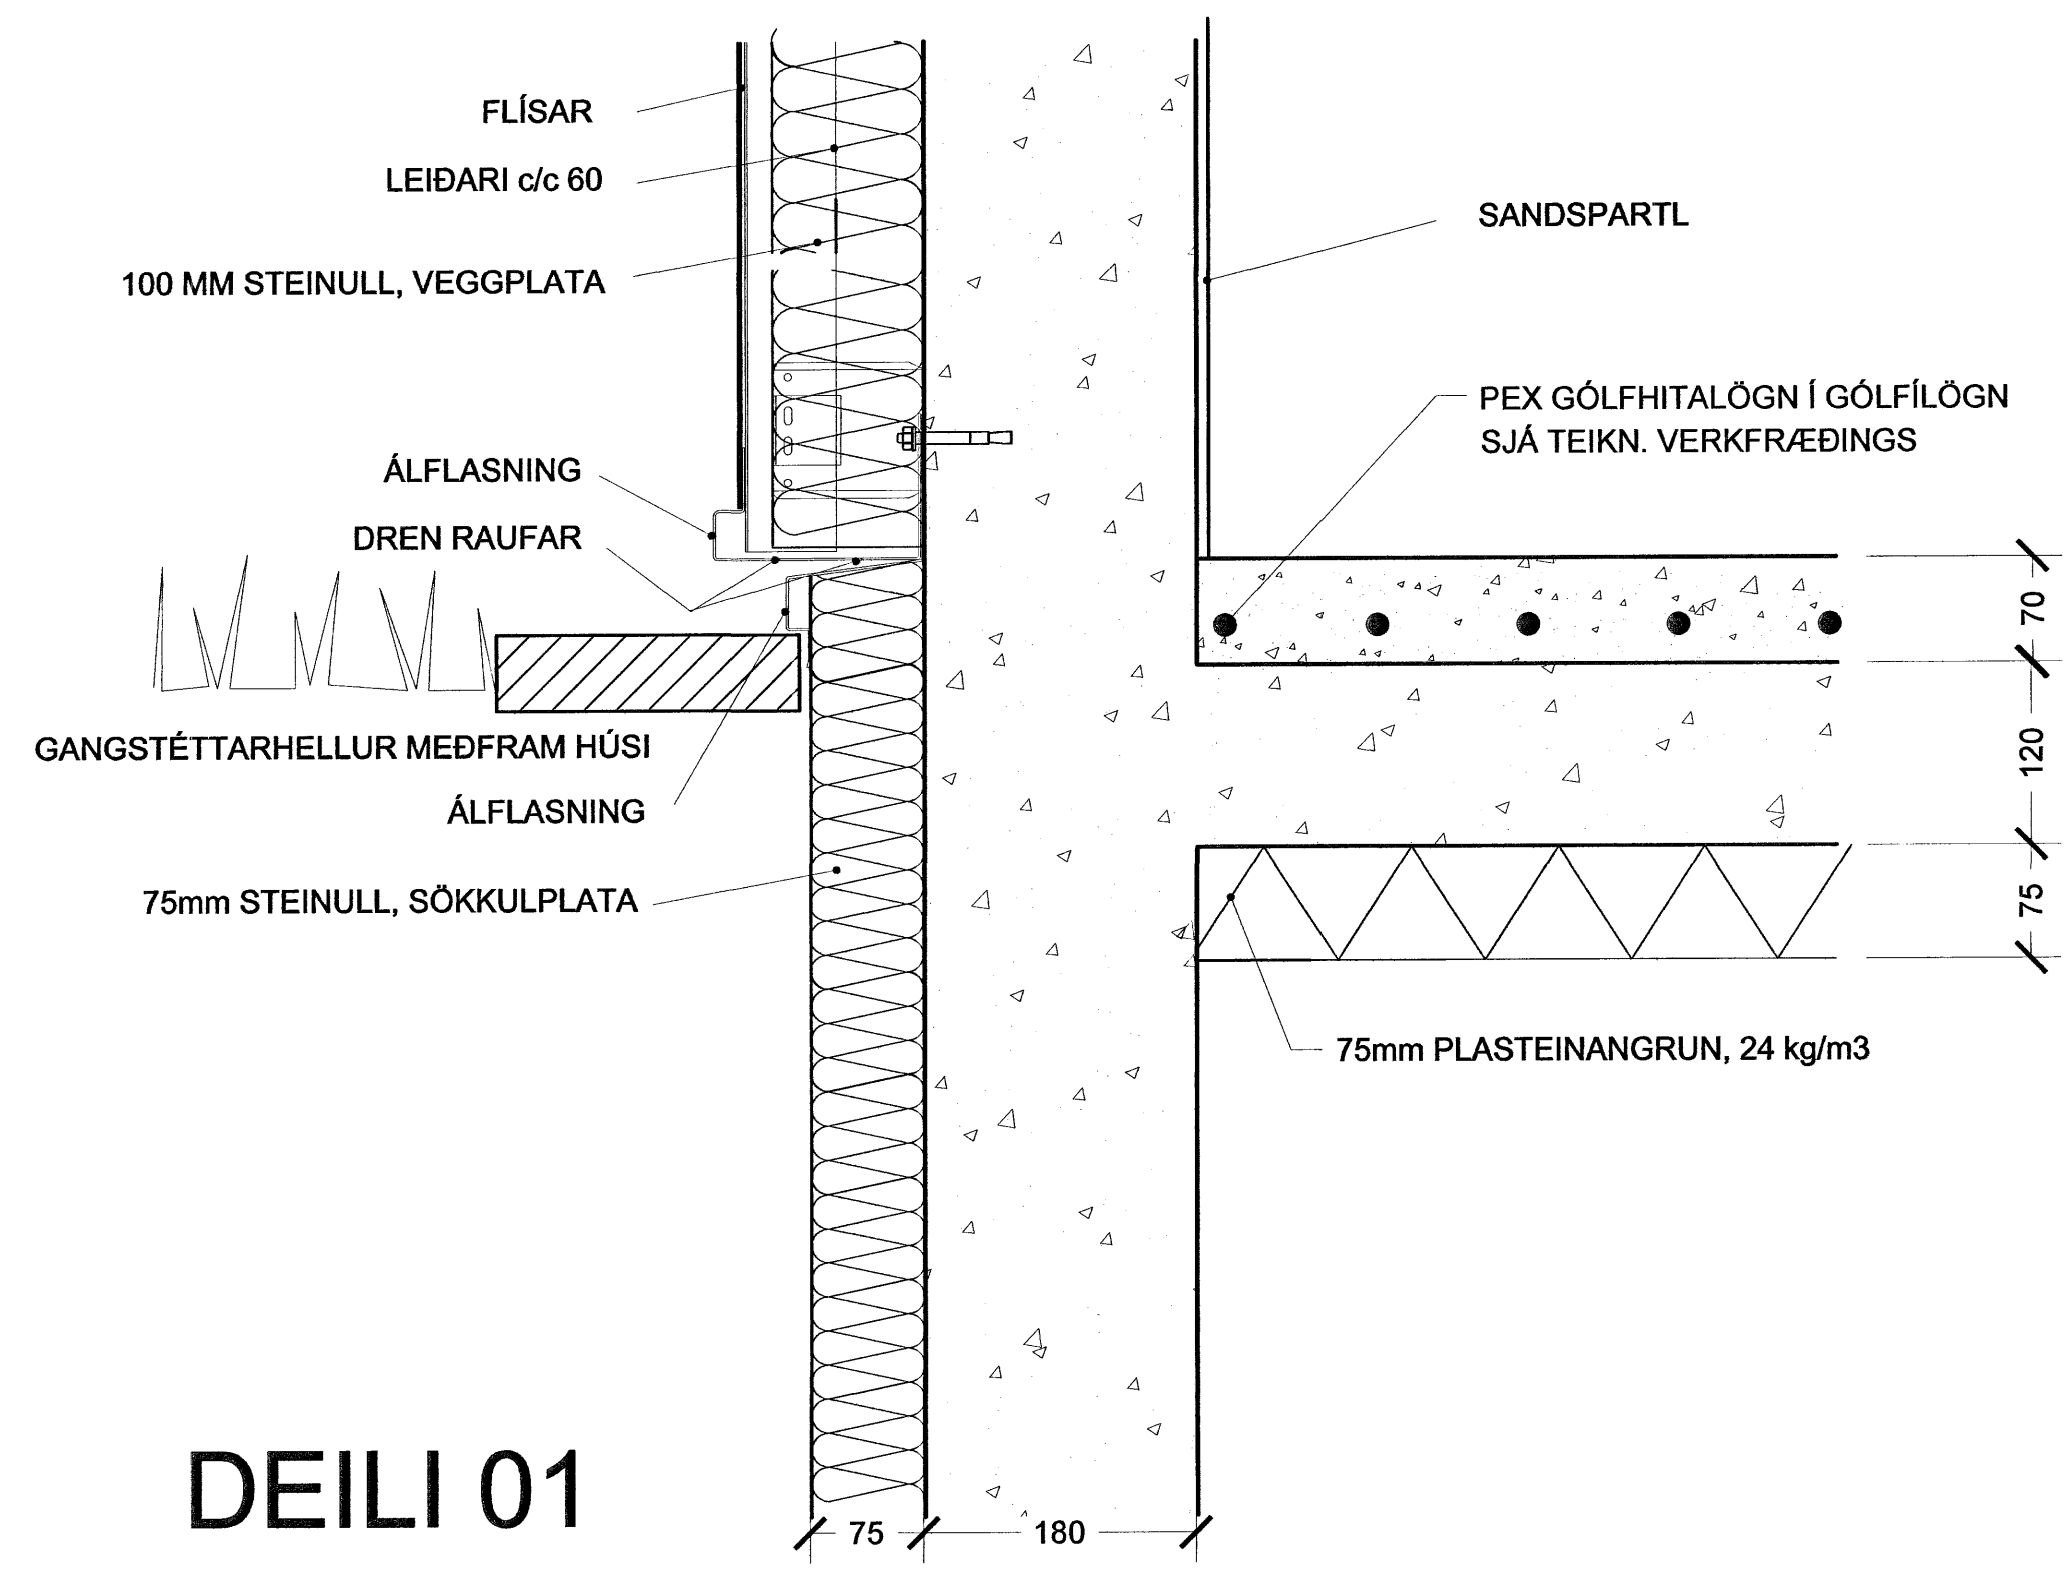 FLÍSAR
LEIÐARI c/c 60
100 MM STEINULL, VEGGPLATA
ÁLFLASNING
DREN RAUFAR
GANGSTÉTTARHELLUR MEÐFRAM HÚSI
ÁLFLASNING
75mm STEINULL, SÖKKULPLATA
SANDSPARTL
PEX GÓLFHITALÖGN Í GÓLFÍLÖGN
SJÁ TEIKN. VERKFRÆÐINGS
70
120
75
75mm PLASTEINANGRUN, 24 kg/m3
DEILI 01
75
180